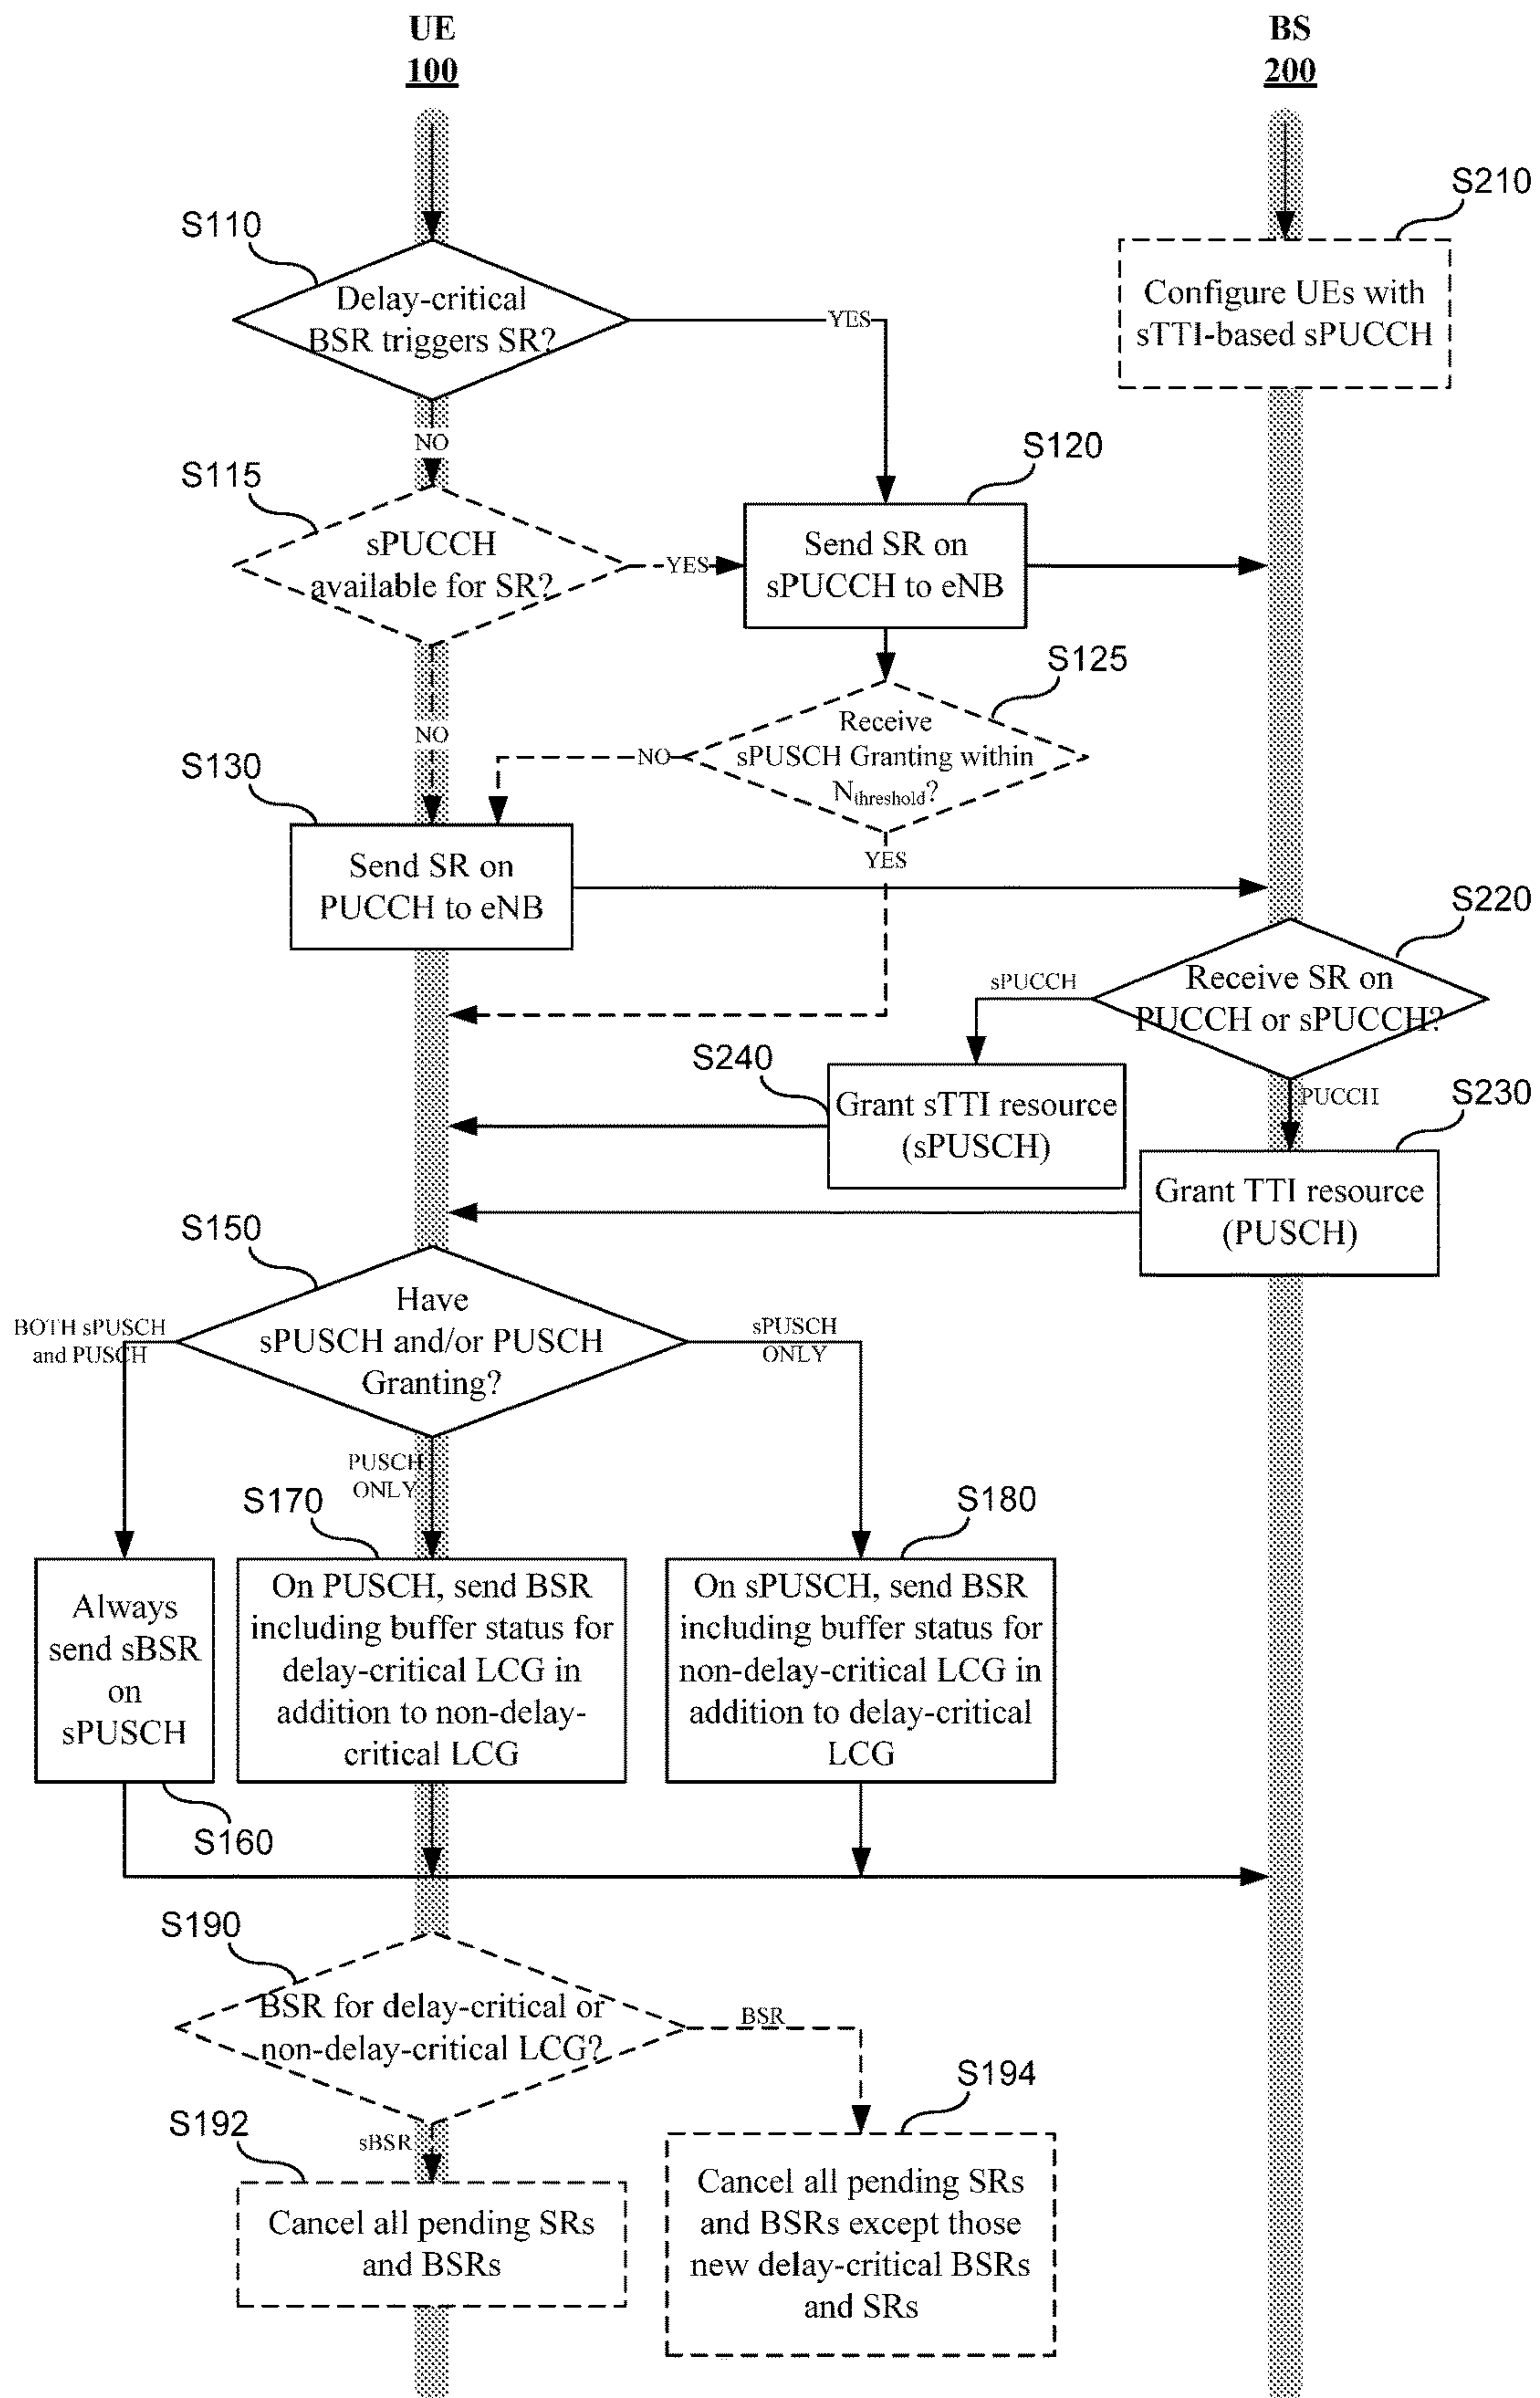 UE
100
BS
200
S210
S110
Configure UEs with
sTTI-based sPUCCH
Delay-critical
BSR triggers SR?
YES
NO
S120
S115
sPUCCH
available for SR?
YES
Send SR on
sPUCCH to eNB
S125
Receive
sPUSCH Granting within
Nthreshold?
NO
NO
YES
S130
Send SR on
PUCCH to eNB
S220
Receive SR on
PUCCH or sPUCCH?
sPUCCH
S240
Grant sTTI resource
(sPUSCH)
PUCCH
S230
Grant TTI resource
(PUSCH)
S150
Have
sPUSCH and/or PUSCH
Granting?
BOTH sPUSCH
and PUSCH
sPUSCH
ONLY
PUSCH
ONLY
S170
S180
Always
send sBSR
on
sPUSCH
On PUSCH, send BSR
including buffer status for
delay-critical LCG in
addition to non-delay-
critical LCG
On sPUSCH, send BSR
including buffer status for
non-delay-critical LCG in
addition to delay-critical
LCG
S160
S190
BSR for delay-critical or
non-delay-critical LCG?
BSR
S194
S192
sBSR
Cancel all pending SRs
and BSRs
Cancel all pending SRs
and BSRs except those
new delay-critical BSRs
and SRs